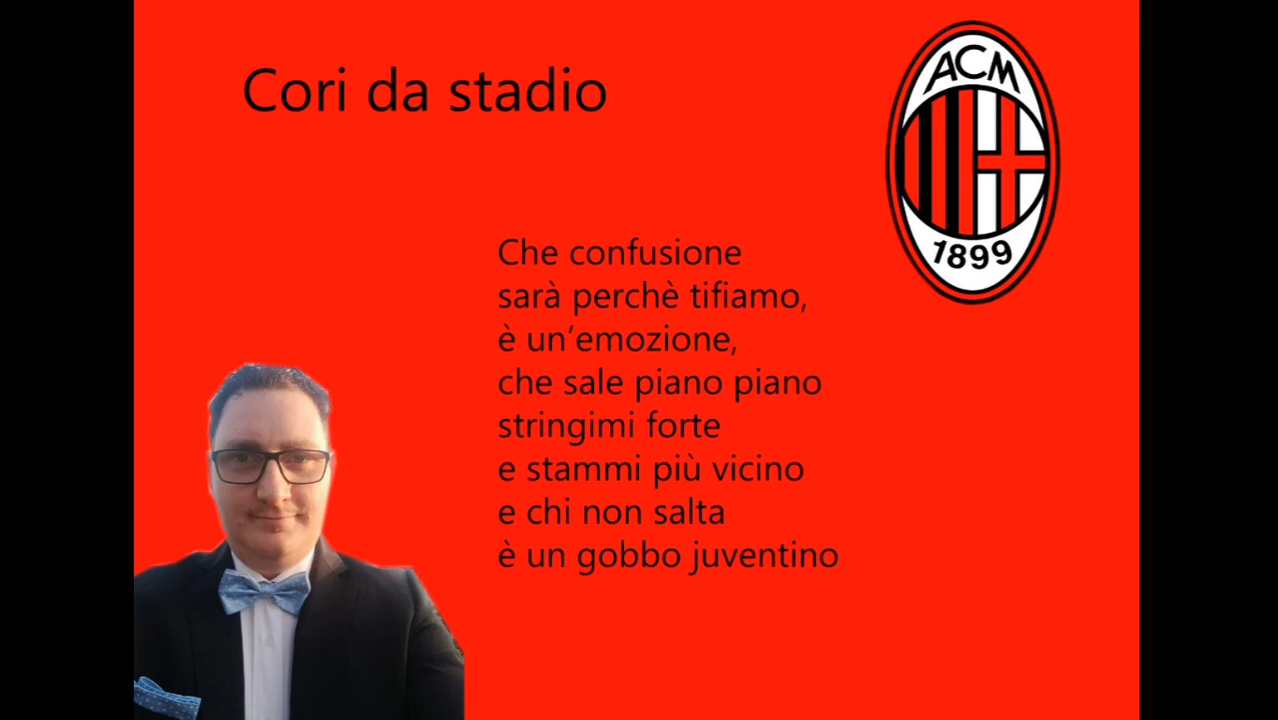 Cori da stadio
ACM
1899
Che confusione
sarà perchè tifiamo,
è un’emozione,
che sale piano piano
stringimi forte
e stammi più vicino
e chi non salta
è un gobbo juventino